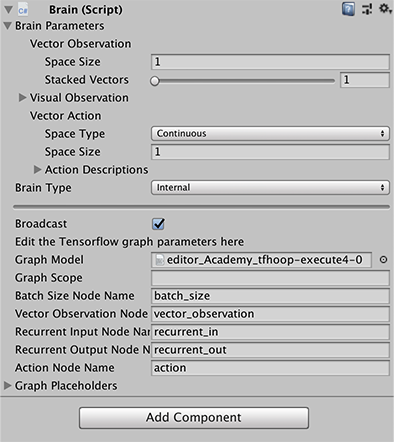 Brain (Script)
Brain Parameters
Vector Observation
Space Size 1
Stacked Vectors 1
Visual Observation
Vector Action
Space Type Continuous
Space Size 1
Action Descriptions
Brain Type Internal
Broadcast
Edit the Tensorflow graph parameters here
Graph Model editor_Academy_tfhoop-execute4-0
Graph Scope
Batch Size Node Name batch_size
Vector Observation Node vector_observation
Recurrent Input Node Nar recurrent_in
Recurrent Output Node N recurrent_out
Action Node Name action
Graph Placeholders
Add Component